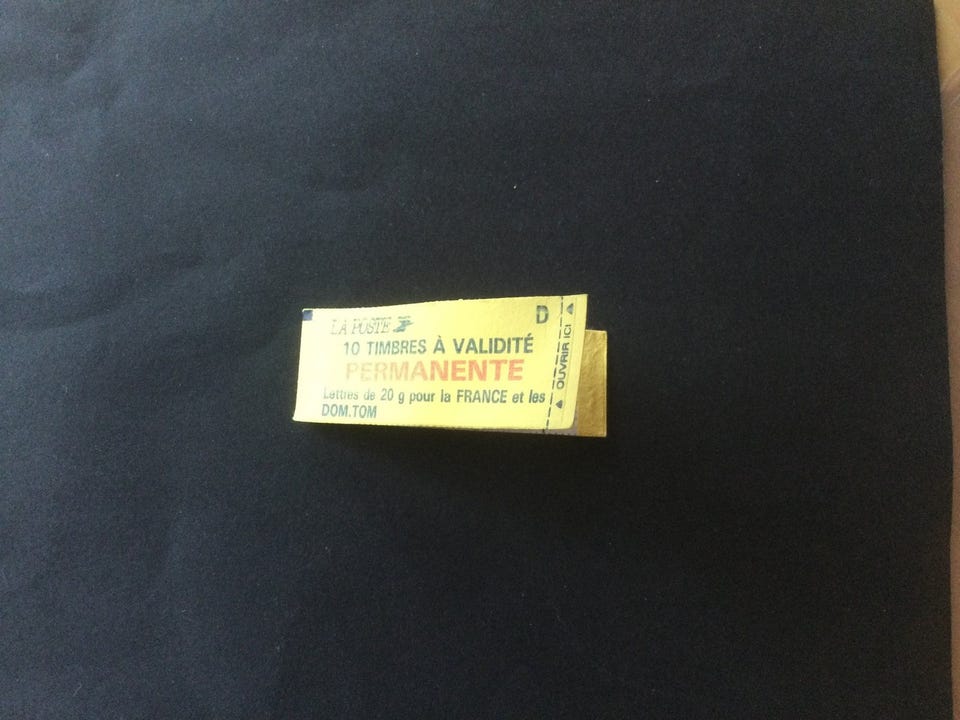 LA POSTE
D
10 TIMBRES À VALIDITÉ
PERMANENTE
Lettres de 20 g pour la FRANCE et les
DOM.TOM
OUVRIR ICI